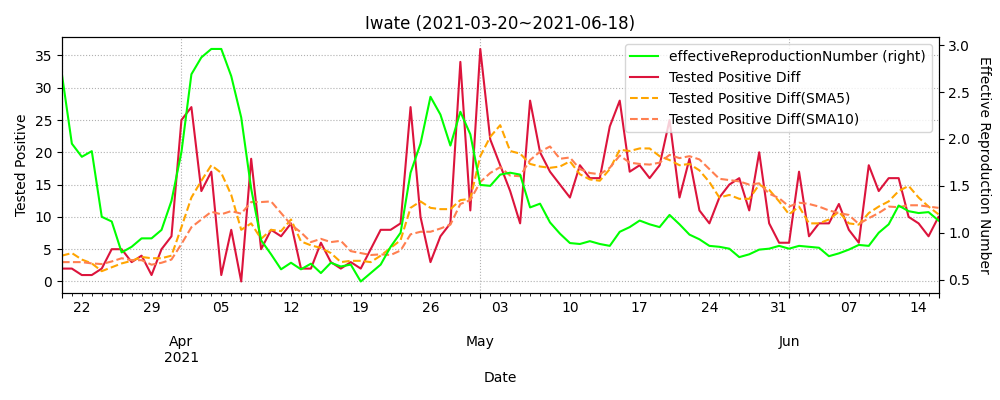 Iwate (2021-03-20~2021-06-18)
effectiveReproductionNumber (right)
Tested Positive Diff
Tested Positive Diff(SMA5)
Tested Positive Diff(SMA10)
Tested Positive
35
30
25
20
15
10
5
0
3.0
2.5
2.0
1.5
1.0
0.5
Effective Reproduction Number
22 29 05 12 19 26 03 10 17 24 31 07 14
Apr May Jun
2021
Date